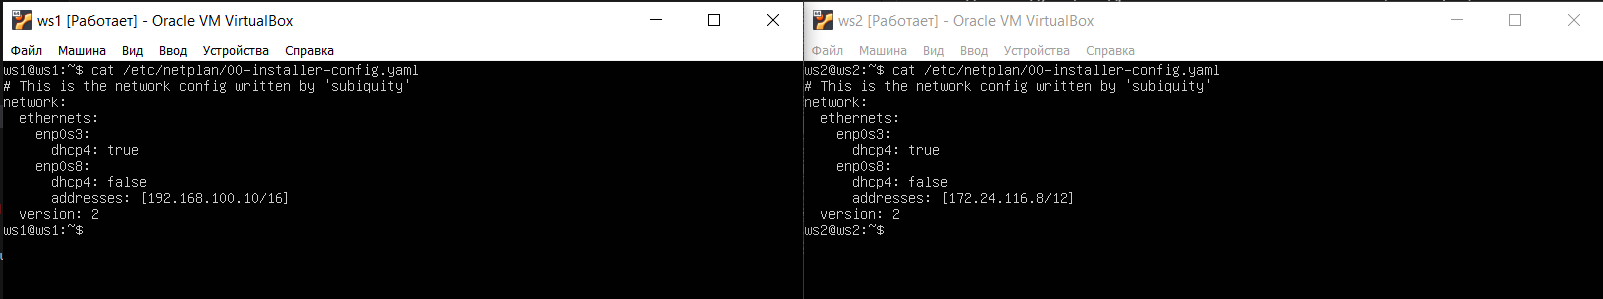 ws1 [Работает] - Oracle VM VirtualBox
Файл Машина Вид Ввод Устройства Справка
ws1@ws1:~$ cat /etc/netplan/00-installer-config.yaml
# This is the network config written by 'subiquity'
network:
  ethernets:
    enp0s3:
      dhcp4: true
    enp0s8:
      dhcp4: false
      addresses: [192.168.100.10/16]
  version: 2
ws1@ws1:~$
ws2 [Работает] - Oracle VM VirtualBox
Файл Машина Вид Ввод Устройства Справка
ws2@ws2:~$ cat /etc/netplan/00-installer-config.yaml
# This is the network config written by 'subiquity'
network:
  ethernets:
    enp0s3:
      dhcp4: true
    enp0s8:
      dhcp4: false
      addresses: [172.24.116.8/12]
  version: 2
ws2@ws2:~$